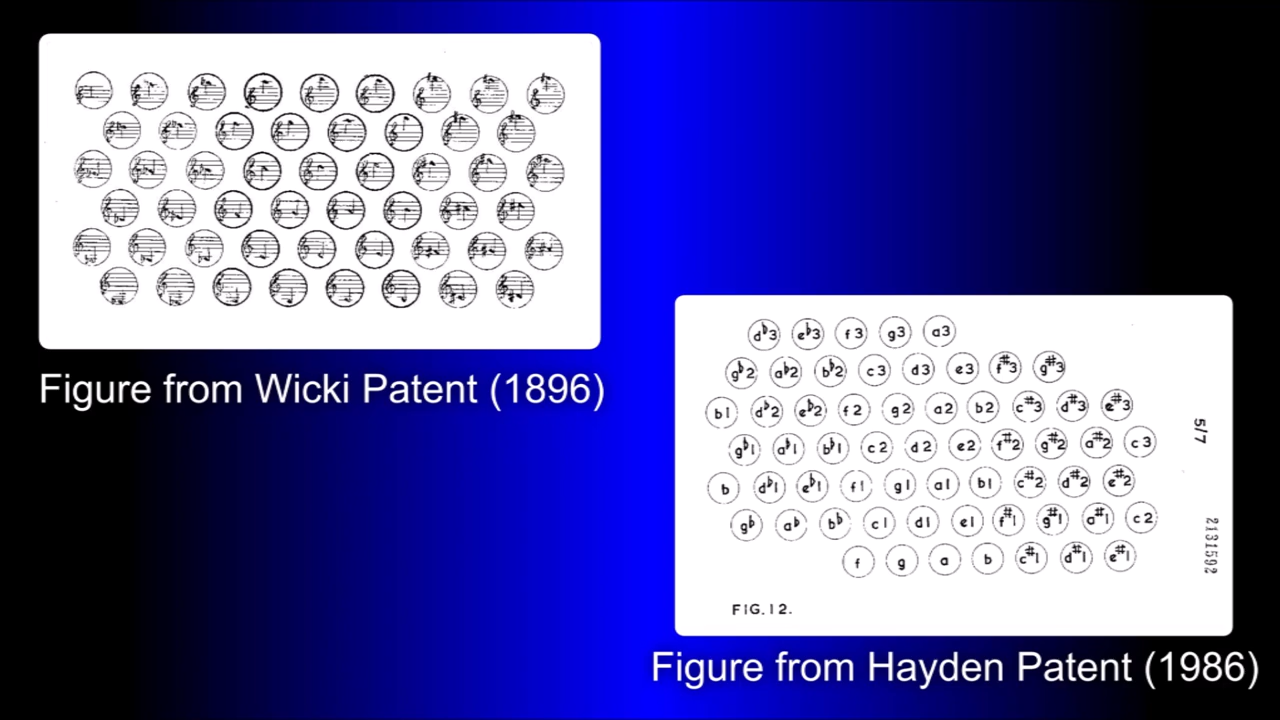 Figure from Wicki Patent (1896)
d♭3 e♭3 f3 g3 a3
g♭2 a♭2 b♭2 c3 d3 e3 f#3 g#3
b1 d♭2 e♭2 f2 g2 a2 b2 c#3 d#3 e#3
g♭1 a♭1 b♭1 c2 d2 e2 f#2 g#2 a#2 c3
b d♭1 e♭1 f1 g1 a1 b1 c#2 d#2 e#2
g♭ a♭ b♭ c1 d1 e1 f#1 g#1 a#1 c2
f g a b c#1 d#1 e#1
FIG.12.
5/7
2131592
Figure from Hayden Patent (1986)